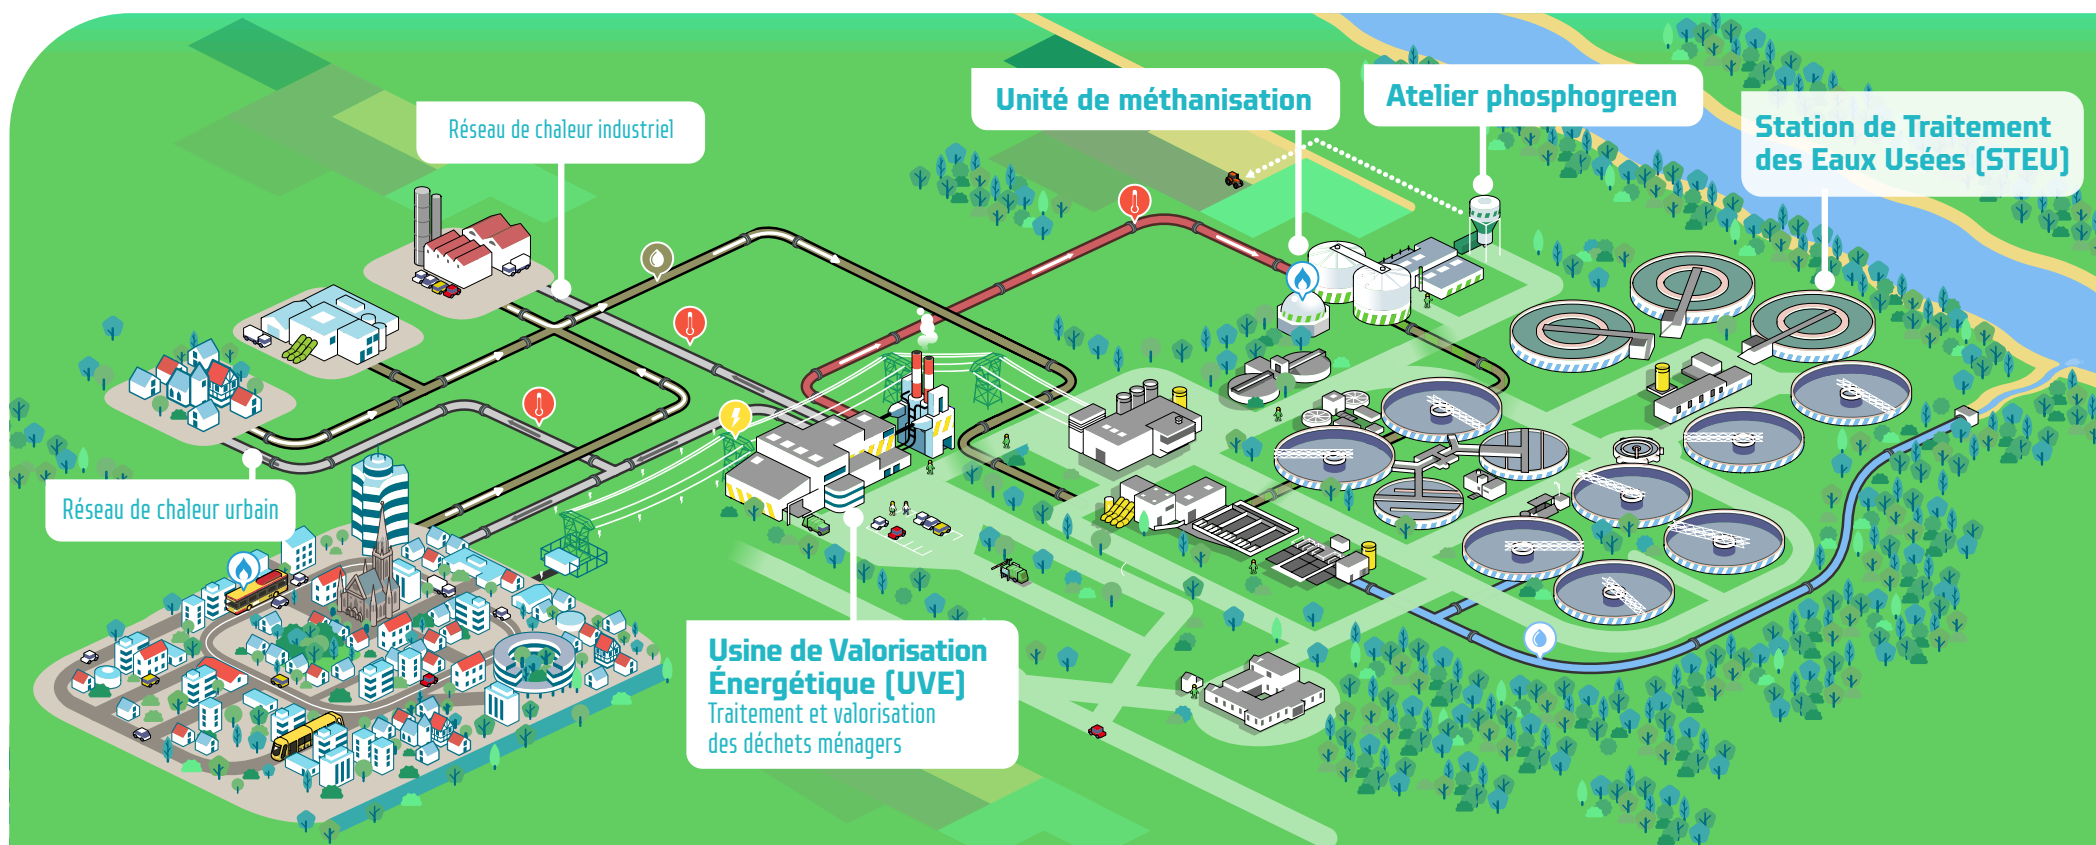 Unité de méthanisation
Atelier phosphogreen
Station de Traitement
des Eaux Usées (STEU)
Réseau de chaleur industriel
Réseau de chaleur urbain
Usine de Valorisation
Énergétique (UVE)
Traitement et valorisation
des déchets ménagers